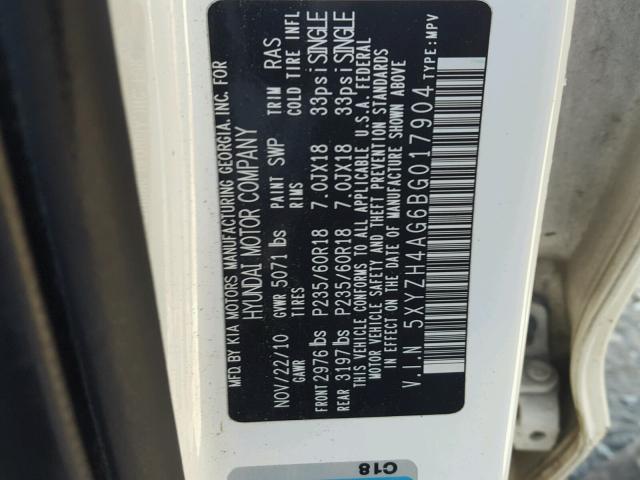 MFD. BY KIA MOTORS MANUFACTURING GEORGIA, INC. FOR
HYUNDAI MOTOR COMPANY
NOV/22/10 GVWR 5071 lbs PAINT SWP TRIM RAS
GAWR TIRES RIMS COLD TIRE INFL
FRONT 2976 lbs P235/60R18 7.0JX18 33psi SINGLE
REAR 3197 lbs P235/60R18 7.0JX18 33psi SINGLE
THIS VEHICLE CONFORMS TO ALL APPLICABLE U.S.A. FEDERAL
MOTOR VEHICLE SAFETY AND THEFT PREVENTION STANDARDS
IN EFFECT ON THE DATE OF MANUFACTURE SHOWN ABOVE
V.I.N 5XYZH4AG6BG017904 TYPE: MPV
C18